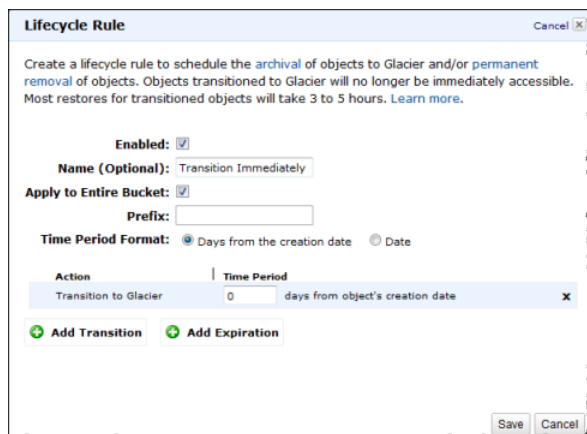 Lifecycle Rule
Cancel x
Create a lifecycle rule to schedule the archival of objects to Glacier and/or permanent
removal of objects. Objects transitioned to Glacier will no longer be immediately accessible.
Most restores for transitioned objects will take 3 to 5 hours. Learn more.
Enabled:
Name (Optional): Transition Immediately
Apply to Entire Bucket:
Prefix:
Time Period Format: Days from the creation date Date
Action Time Period
Transition to Glacier 0 days from object's creation date x
Add Transition Add Expiration
Save Cancel